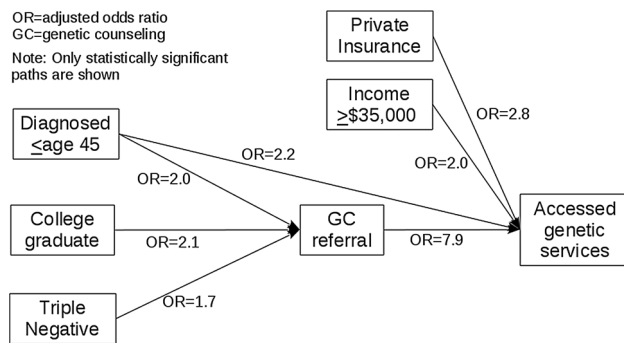 OR=adjusted odds ratio
GC=genetic counseling
Note: Only statistically significant
paths are shown
Private
Insurance
Income
≥$35,000
OR=2.8
OR=2.0
Diagnosed
≤age 45
OR=2.2
OR=2.0
College
graduate
OR=2.1
GC
referral
OR=7.9
Accessed
genetic
services
Triple
Negative
OR=1.7